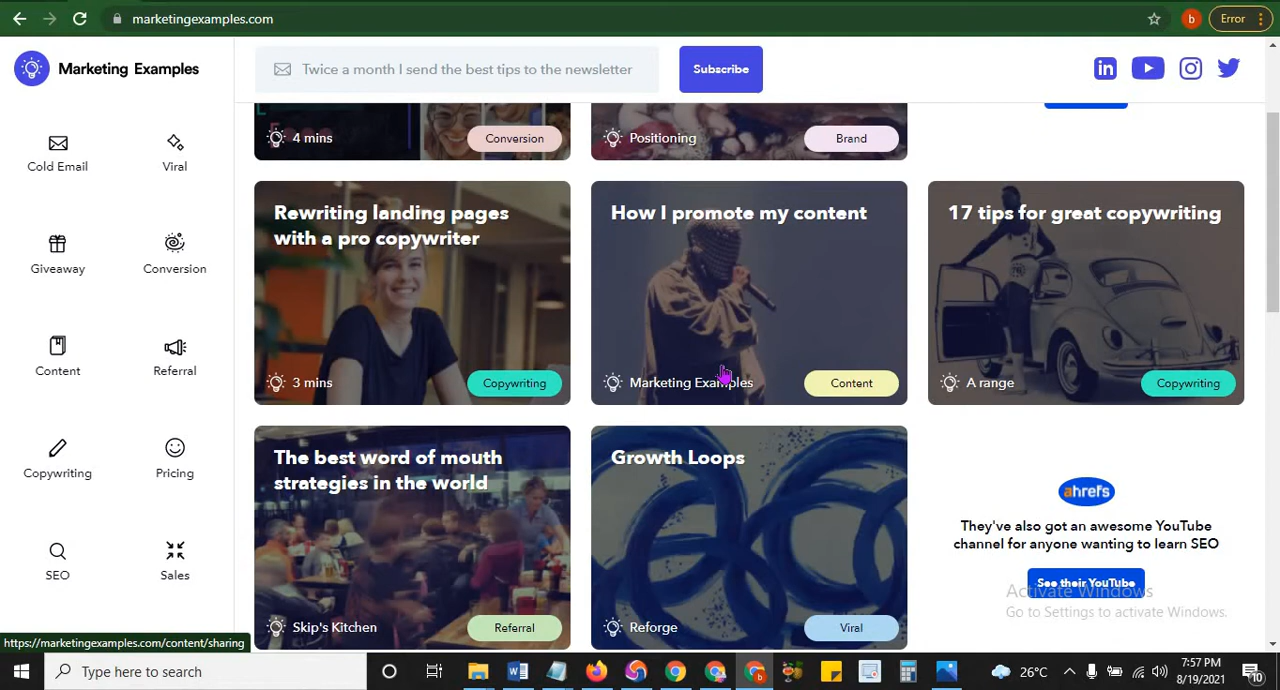 marketingexamples.com
b
Error
Marketing Examples
Twice a month I send the best tips to the newsletter
Subscribe
in
Cold Email
Viral
Giveaway
Conversion
Content
Referral
Copywriting
Pricing
SEO
Sales
4 mins
Conversion
Positioning
Brand
Rewriting landing pages
with a pro copywriter
3 mins
Copywriting
How I promote my content
Marketing Examples
Content
17 tips for great copywriting
A range
Copywriting
The best word of mouth
strategies in the world
Skip's Kitchen
Referral
Growth Loops
Reforge
Viral
ahrefs
They've also got an awesome YouTube
channel for anyone wanting to learn SEO
See their YouTube
Activate Windows
Go to Settings to activate Windows.
https://marketingexamples.com/content/sharing
Type here to search
26°C
7:57 PM
8/19/2021
10